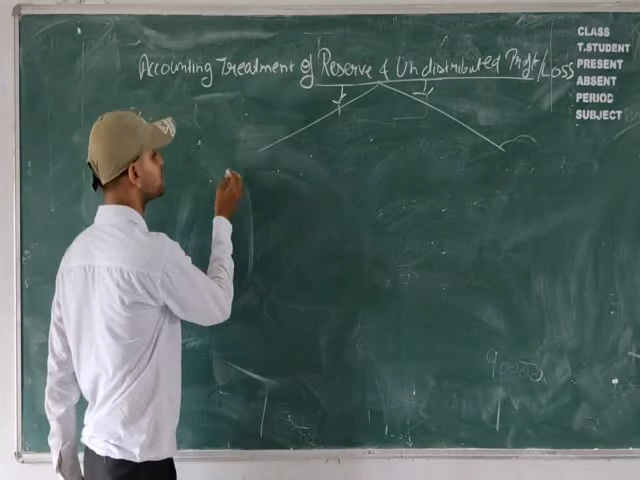 Accounting Treatment of Reserve & Undistributed Profit/Loss
CLASS
T.STUDENT
PRESENT
ABSENT
PERIOD
SUBJECT